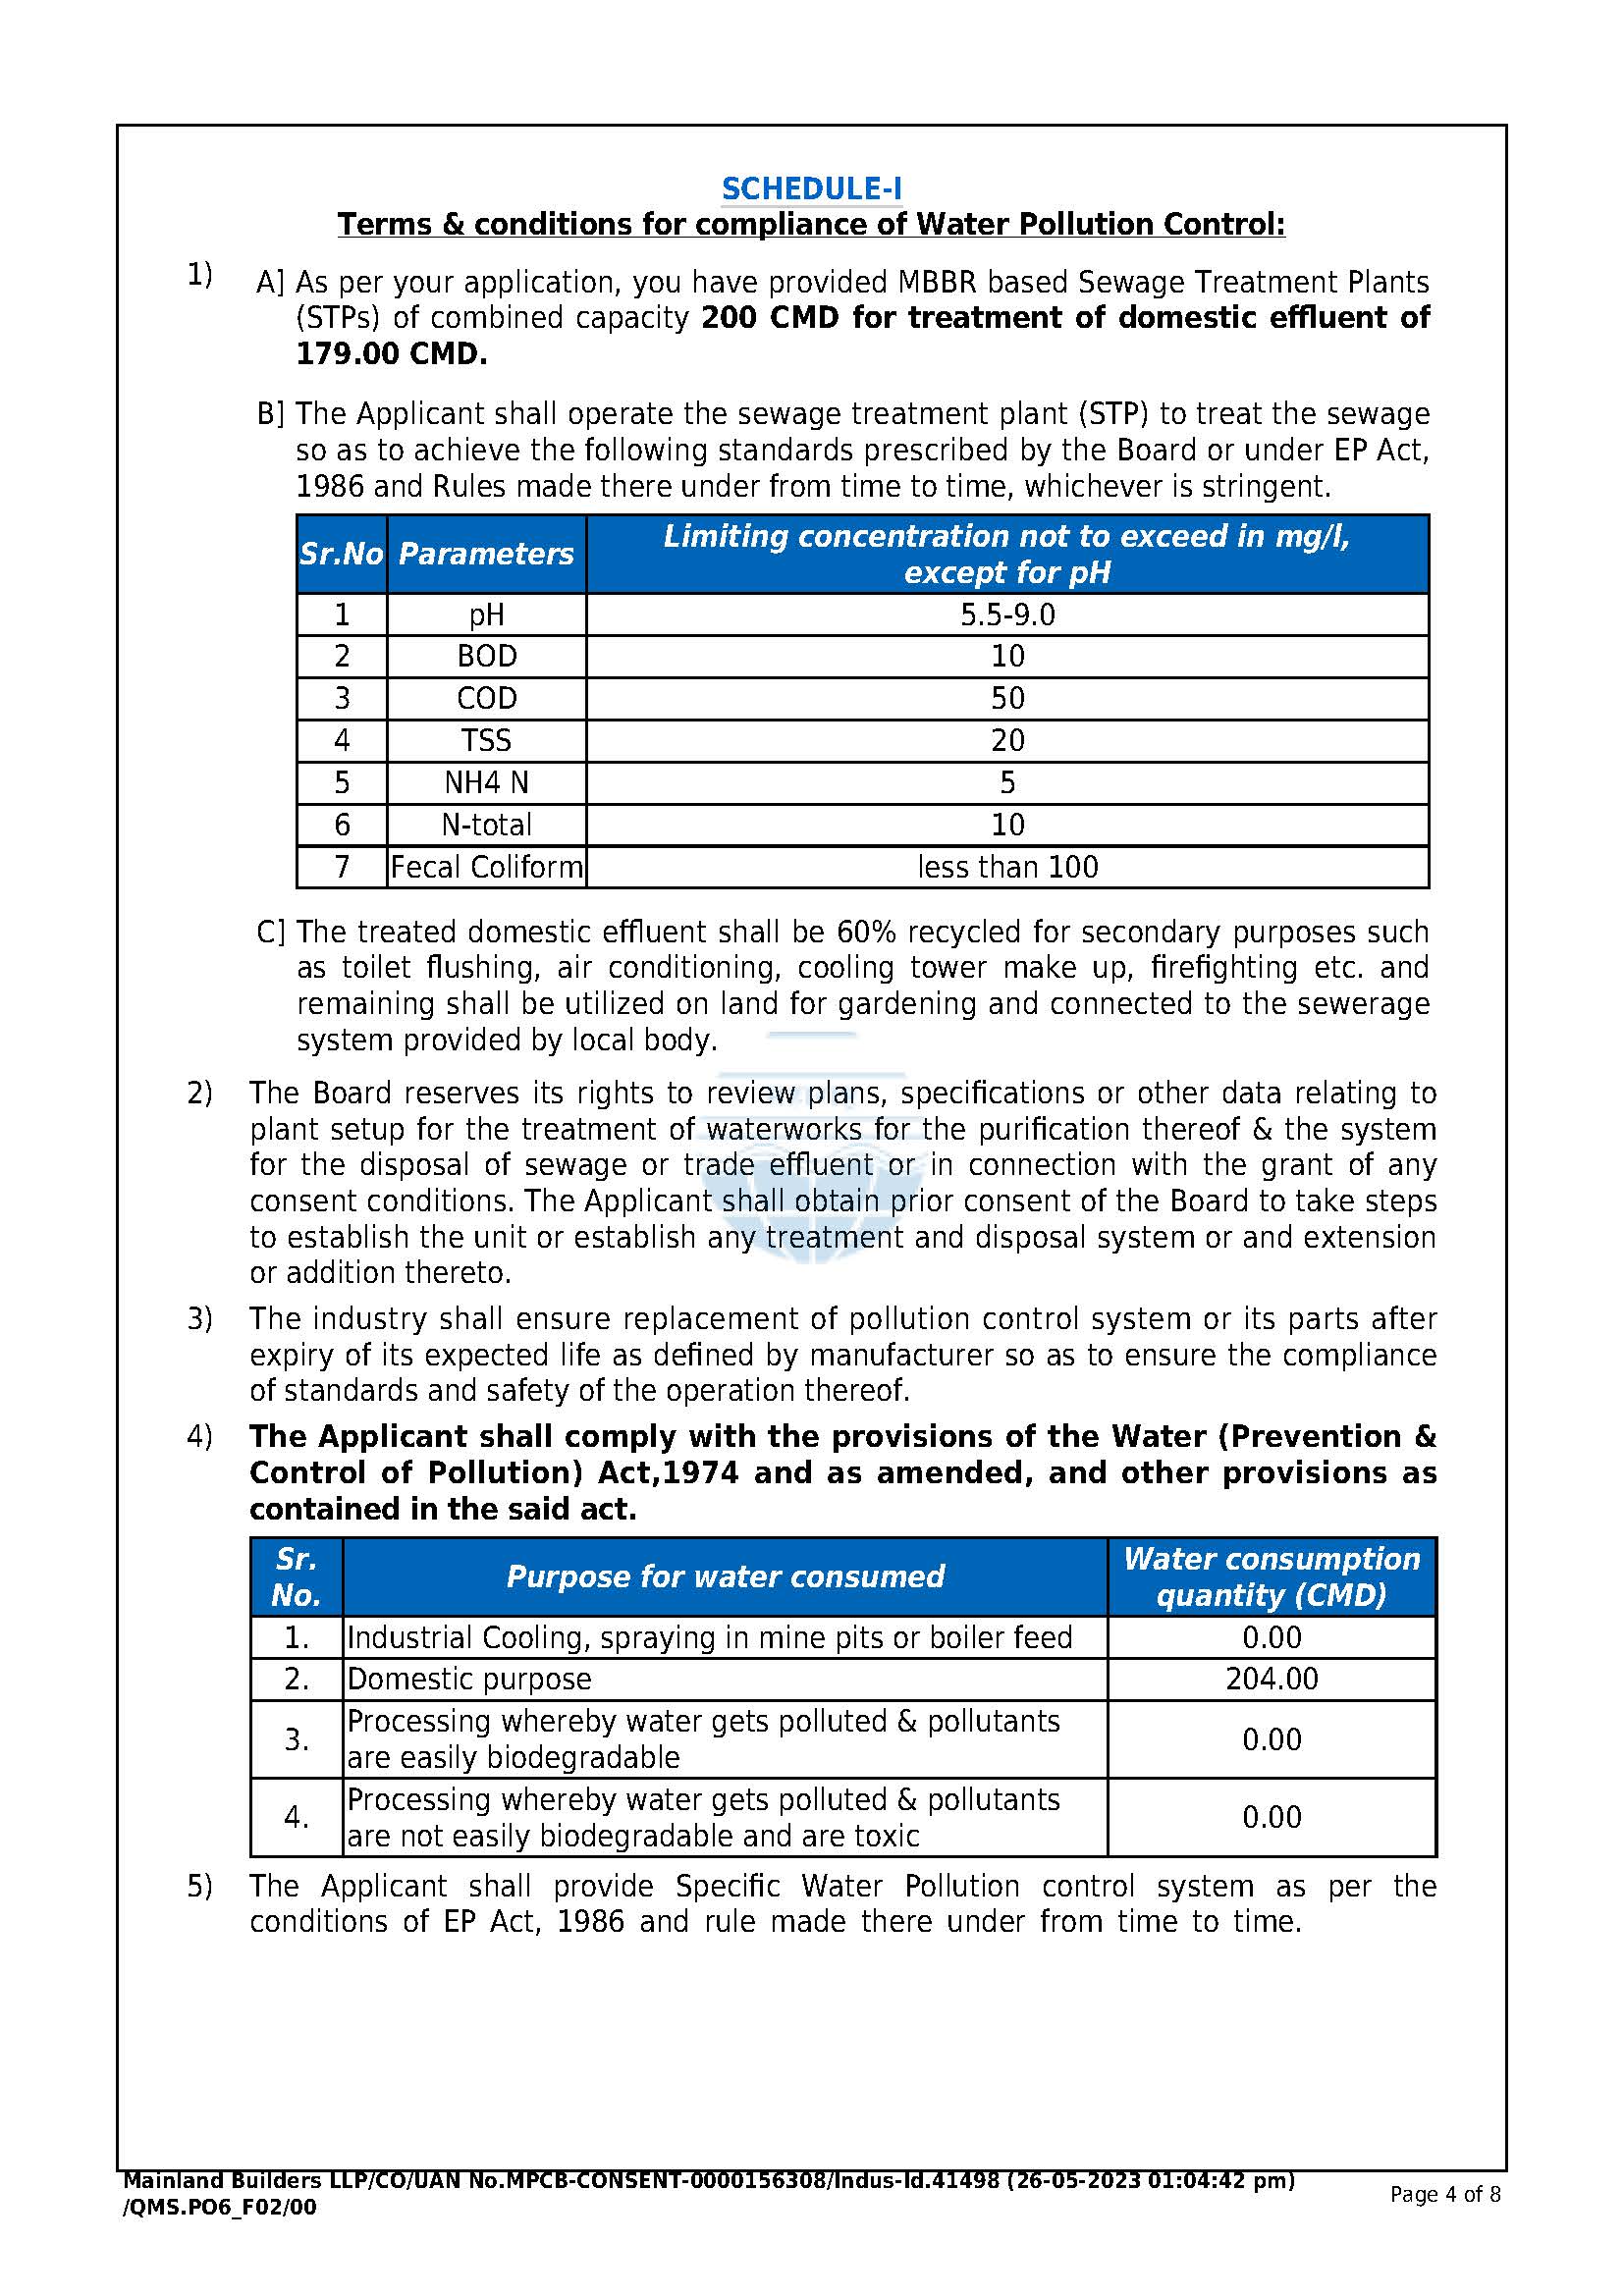 SCHEDULE-I
Terms & conditions for compliance of Water Pollution Control:
1) A] As per your application, you have provided MBBR based Sewage Treatment Plants
(STPs) of combined capacity 200 CMD for treatment of domestic effluent of
179.00 CMD.
B] The Applicant shall operate the sewage treatment plant (STP) to treat the sewage
so as to achieve the following standards prescribed by the Board or under EP Act,
1986 and Rules made there under from time to time, whichever is stringent.
Sr.No Parameters Limiting concentration not to exceed in mg/l,
except for pH
1 pH 5.5-9.0
2 BOD 10
3 COD 50
4 TSS 20
5 NH4 N 5
6 N-total 10
7 Fecal Coliform less than 100
C] The treated domestic effluent shall be 60% recycled for secondary purposes such
as toilet flushing, air conditioning, cooling tower make up, firefighting etc. and
remaining shall be utilized on land for gardening and connected to the sewerage
system provided by local body.
2) The Board reserves its rights to review plans, specifications or other data relating to
plant setup for the treatment of waterworks for the purification thereof & the system
for the disposal of sewage or trade effluent or in connection with the grant of any
consent conditions. The Applicant shall obtain prior consent of the Board to take steps
to establish the unit or establish any treatment and disposal system or and extension
or addition thereto.
3) The industry shall ensure replacement of pollution control system or its parts after
expiry of its expected life as defined by manufacturer so as to ensure the compliance
of standards and safety of the operation thereof.
4) The Applicant shall comply with the provisions of the Water (Prevention &
Control of Pollution) Act,1974 and as amended, and other provisions as
contained in the said act.
Sr.
No. Purpose for water consumed Water consumption
quantity (CMD)
1. Industrial Cooling, spraying in mine pits or boiler feed 0.00
2. Domestic purpose 204.00
3. Processing whereby water gets polluted & pollutants
are easily biodegradable 0.00
4. Processing whereby water gets polluted & pollutants
are not easily biodegradable and are toxic 0.00
5) The Applicant shall provide Specific Water Pollution control system as per the
conditions of EP Act, 1986 and rule made there under from time to time.
Mainland Builders LLP/CO/UAN No.MPCB-CONSENT-0000156308/Indus-Id.41498 (26-05-2023 01:04:42 pm)
/QMS.PO6_F02/00 Page 4 of 8